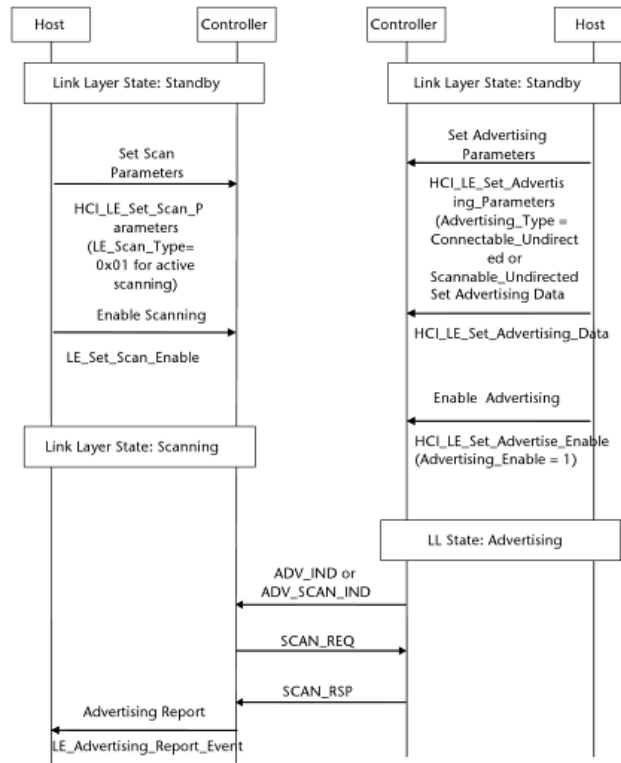 Host
Controller
Controller
Host
Link Layer State: Standby
Link Layer State: Standby
Set Scan
Parameters
HCI_LE_Set_Scan_P
arameters
(LE_Scan_Type=
0x01 for active
scanning)
Enable Scanning
LE_Set_Scan_Enable
Set Advertising
Parameters
HCI_LE_Set_Advertis
ing_Parameters
(Advertising_Type =
Connectable_Undirect
ed or
Scannable_Undirected
Set Advertising Data
HCI_LE_Set_Advertising_Data
Enable Advertising
HCI_LE_Set_Advertise_Enable
(Advertising_Enable = 1)
Link Layer State: Scanning
LL State: Advertising
ADV_IND or
ADV_SCAN_IND
SCAN_REQ
SCAN_RSP
Advertising Report
LE_Advertising_Report_Event